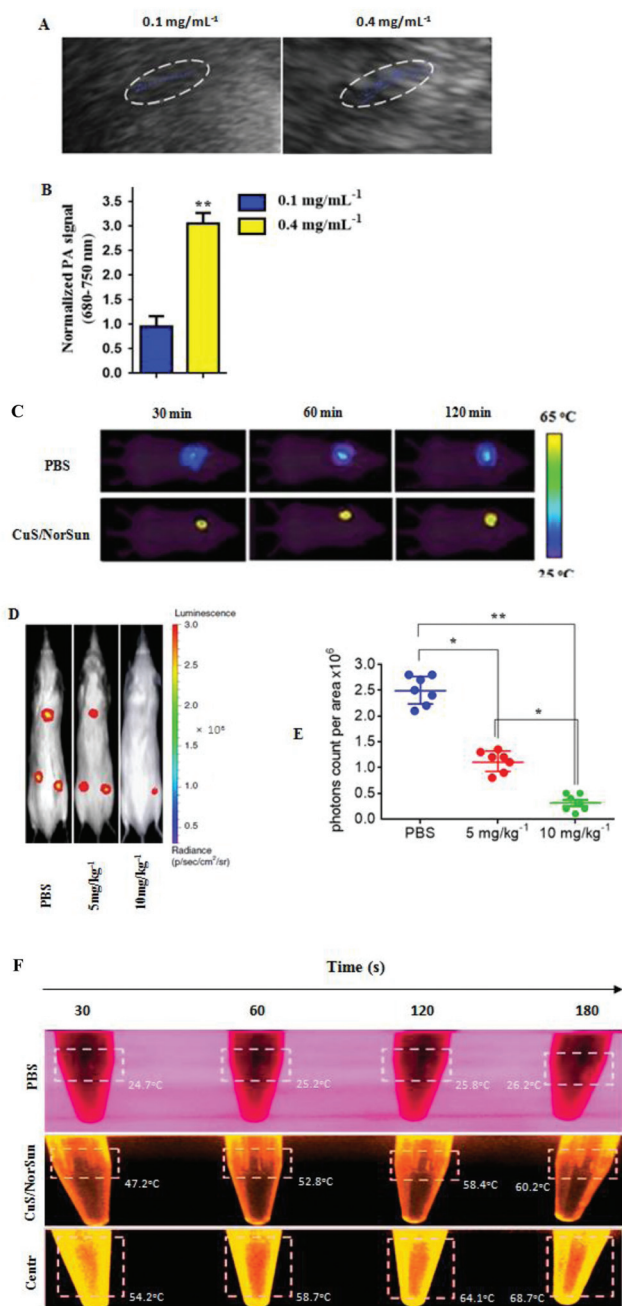 A
0.1 mg/mL-1 0.4 mg/mL-1
B
Normalized PA signal
(680-750 nm)
3.5
3.0
2.5
2.0
1.5
1.0
0.5
0.0
**
0.1 mg/mL-1
0.4 mg/mL-1
C
30 min 60 min 120 min
65 °C
PBS
CuS/NorSun
25 °C
D
Luminescence
3.0
2.5
2.0
× 10⁶
1.0
0.5
Radiance
(p/sec/cm²/sr)
PBS 5mg/kg-1 10mg/kg-1
E
photons count per area x10⁶
3.0
2.5
2.0
1.5
1.0
0.5
0.0
**
*
*
PBS 5 mg/kg-1 10 mg/kg-1
F
Time (s)
30 60 120 180
PBS
24.7°C 25.2°C 25.8°C 26.2°C
CuS/NorSun
47.2°C 52.8°C 58.4°C 60.2°C
Centr
54.2°C 58.7°C 64.1°C 68.7°C